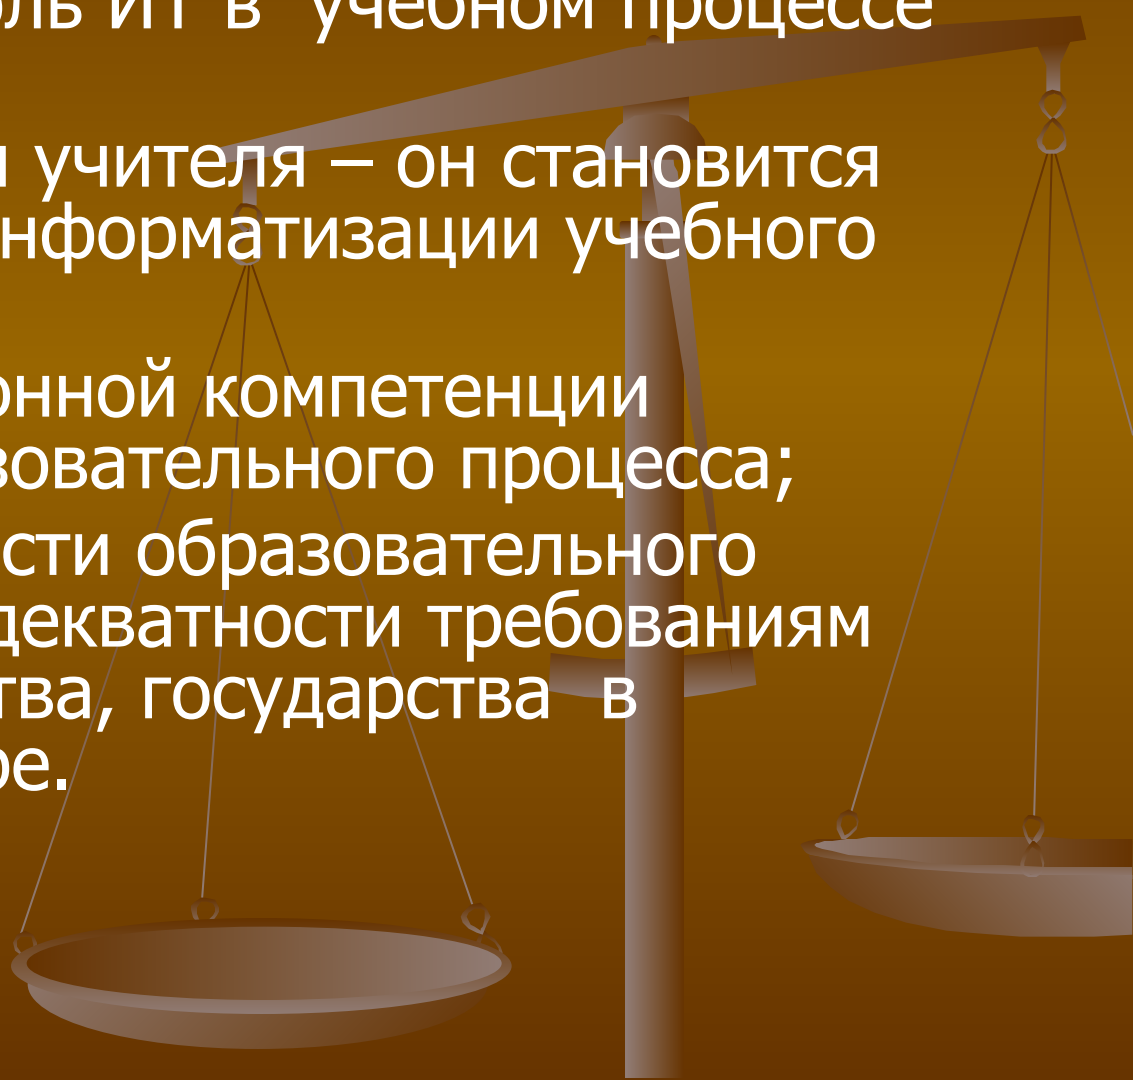 ль ИТ в учебном процессе
учителя – он становится
нформатизации учебного
онной компетенции
зовательного процесса;
сти образовательного
декватности требованиям
тва, государства в
ре.